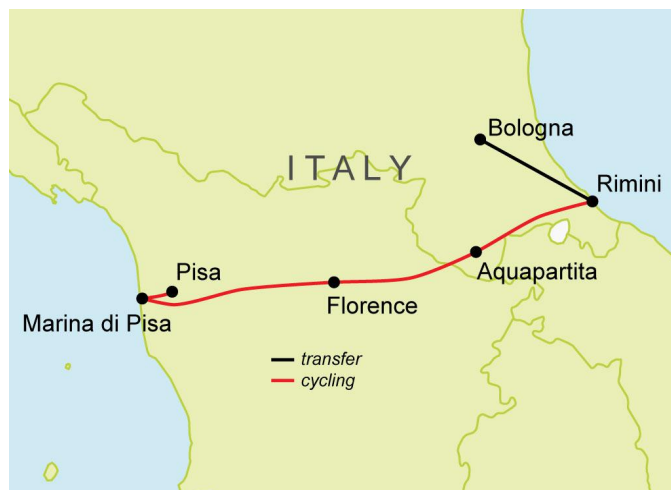 Bologna
ITALY
Rimini
Pisa
Aquapartita
Florence
Marina di Pisa
transfer
cycling